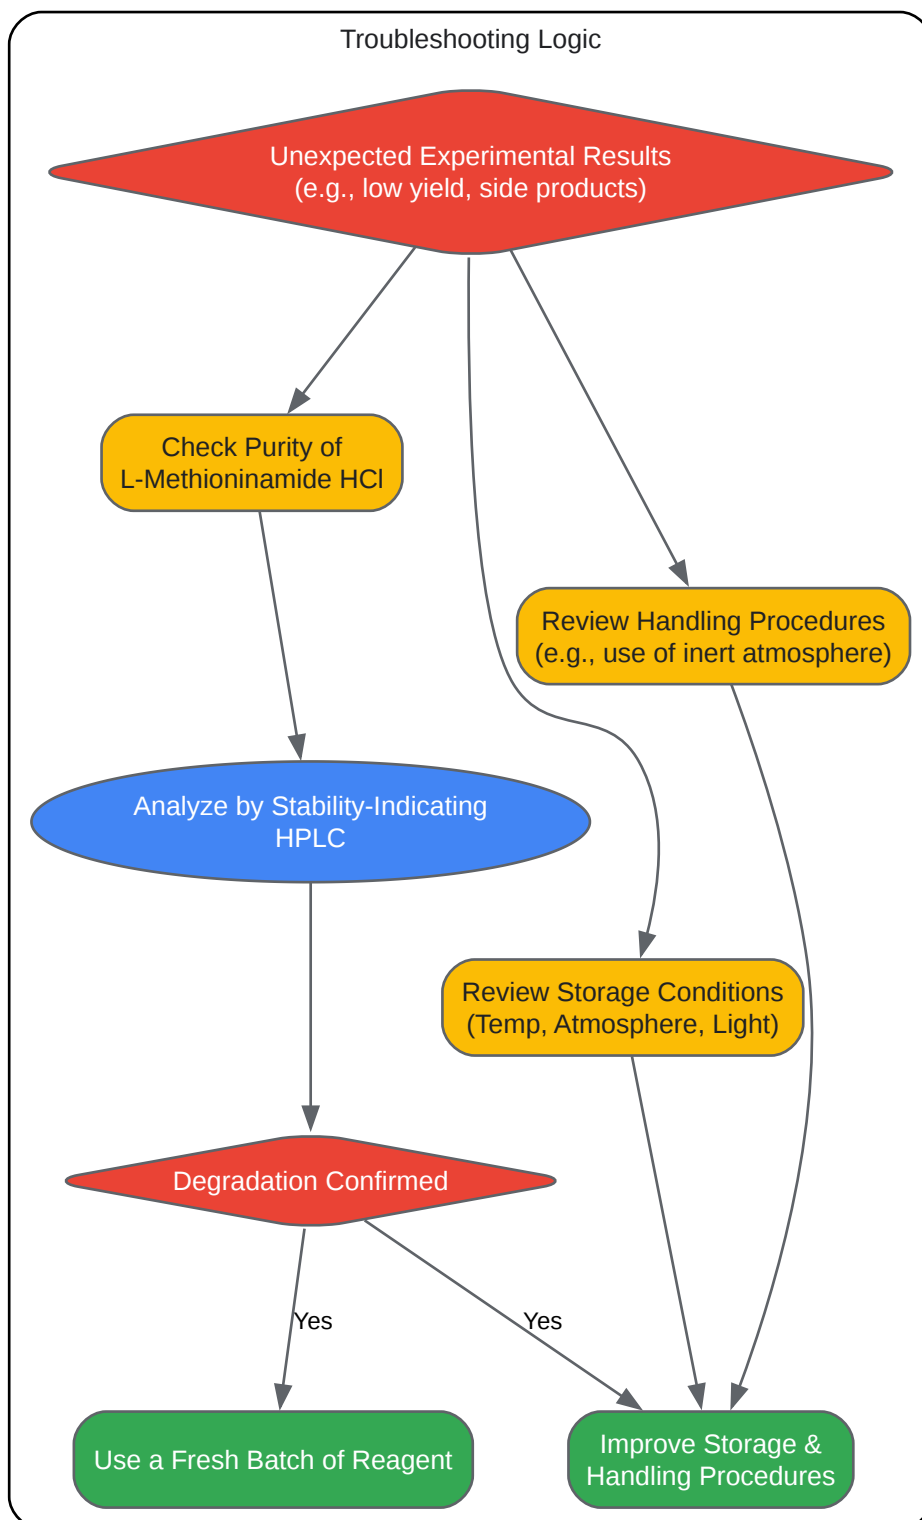 Troubleshooting Logic
Unexpected Experimental Results
(e.g., low yield, side products)
Check Purity of
L-Methioninamide HCl
Review Handling Procedures
(e.g., use of inert atmosphere)
Analyze by Stability-Indicating
HPLC
Review Storage Conditions
(Temp, Atmosphere, Light)
Degradation Confirmed
Yes
Yes
Use a Fresh Batch of Reagent
Improve Storage &
Handling Procedures